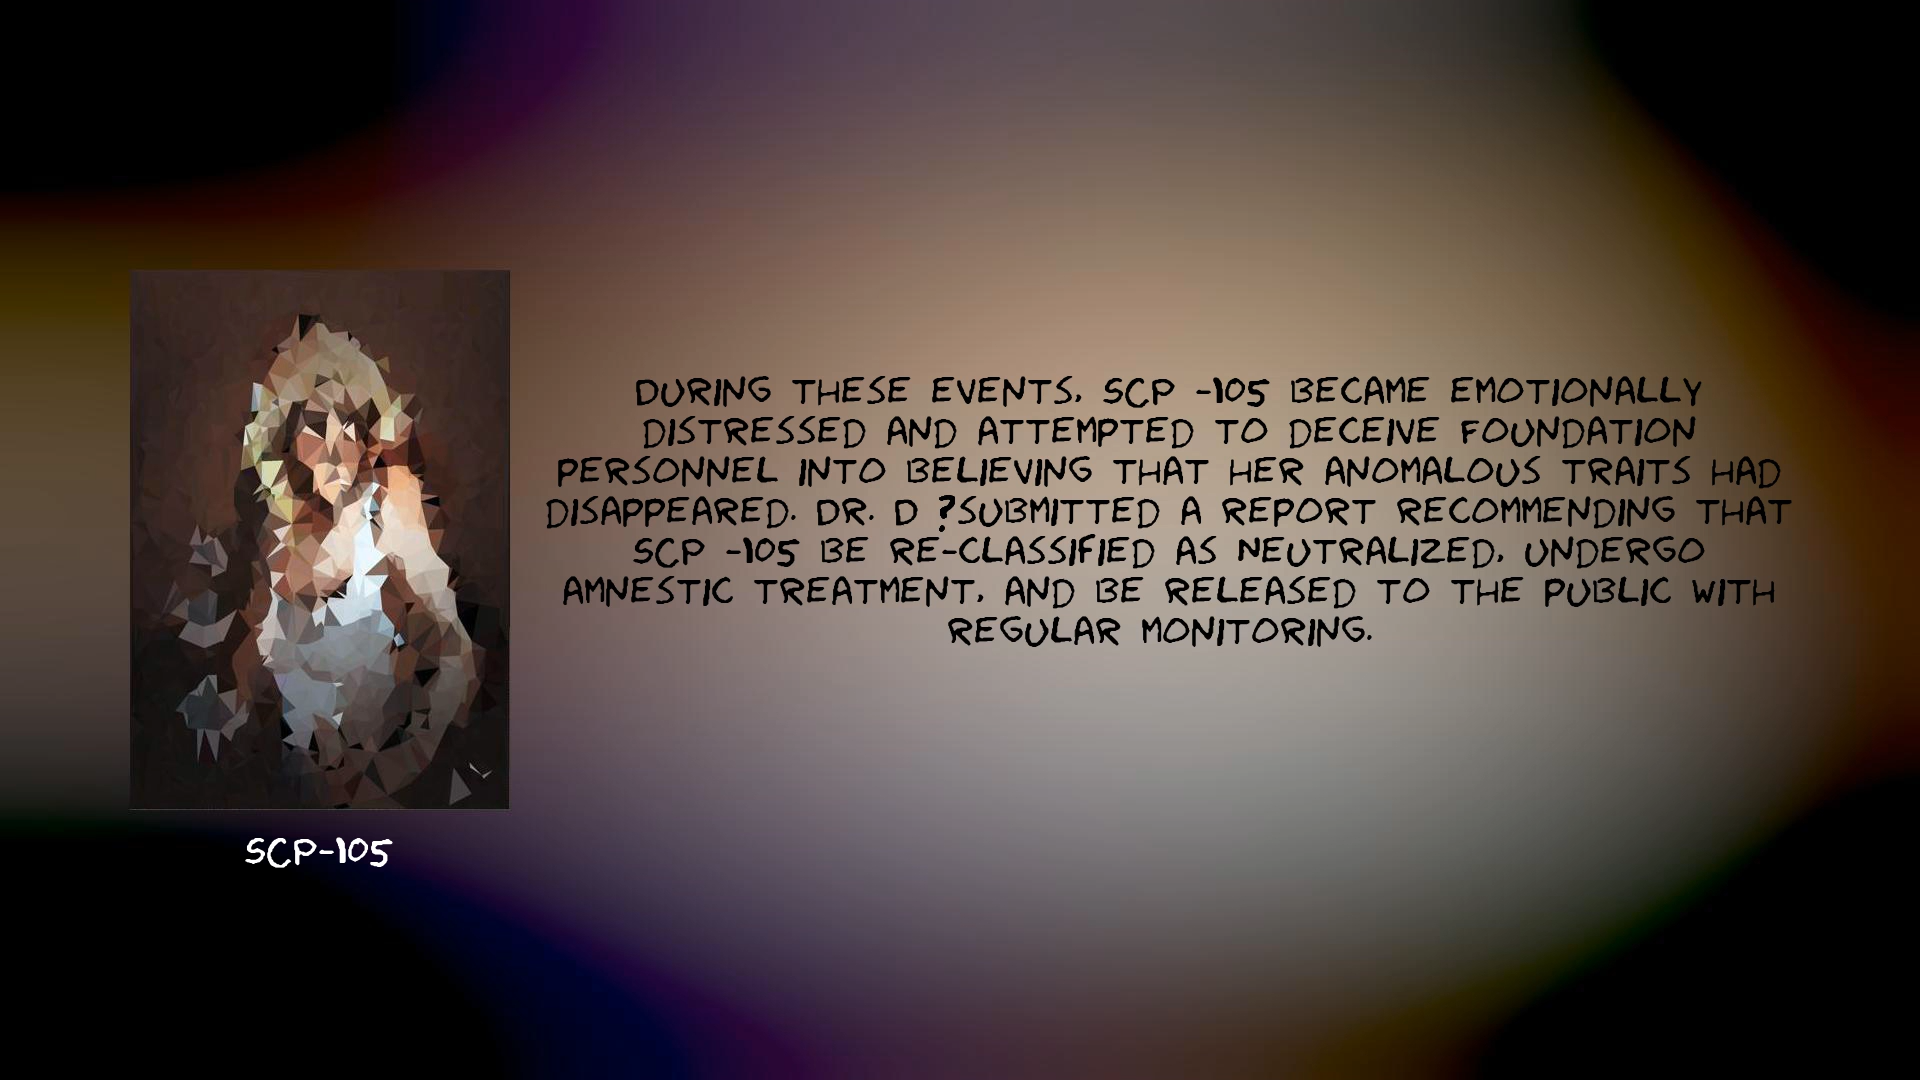 DURING THESE EVENTS, SCP -105 BECAME EMOTIONALLY
DISTRESSED AND ATTEMPTED TO DECEIVE FOUNDATION
PERSONNEL INTO BELIEVING THAT HER ANOMALOUS TRAITS HAD
DISAPPEARED. DR. D ?SUBMITTED A REPORT RECOMMENDING THAT
SCP -105 BE RE-CLASSIFIED AS NEUTRALIZED, UNDERGO
AMNESTIC TREATMENT, AND BE RELEASED TO THE PUBLIC WITH
REGULAR MONITORING.
SCP-105